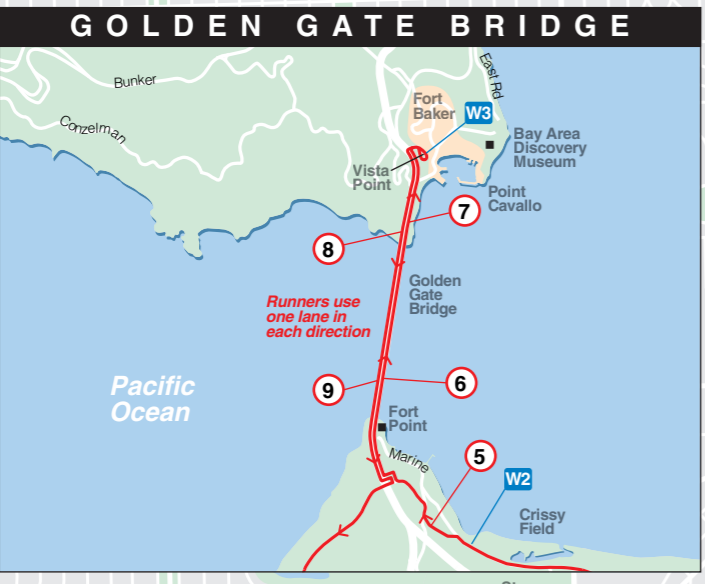 GOLDEN GATE BRIDGE
Bunker
East Rd
Conzelman
Fort
Baker
W3
Bay Area
Discovery
Museum
Vista
Point
Point
Cavallo
7
8
Golden
Gate
Bridge
Runners use
one lane in
each direction
Pacific
Ocean
9
6
Fort
Point
Marine
5
W2
Crissy
Field